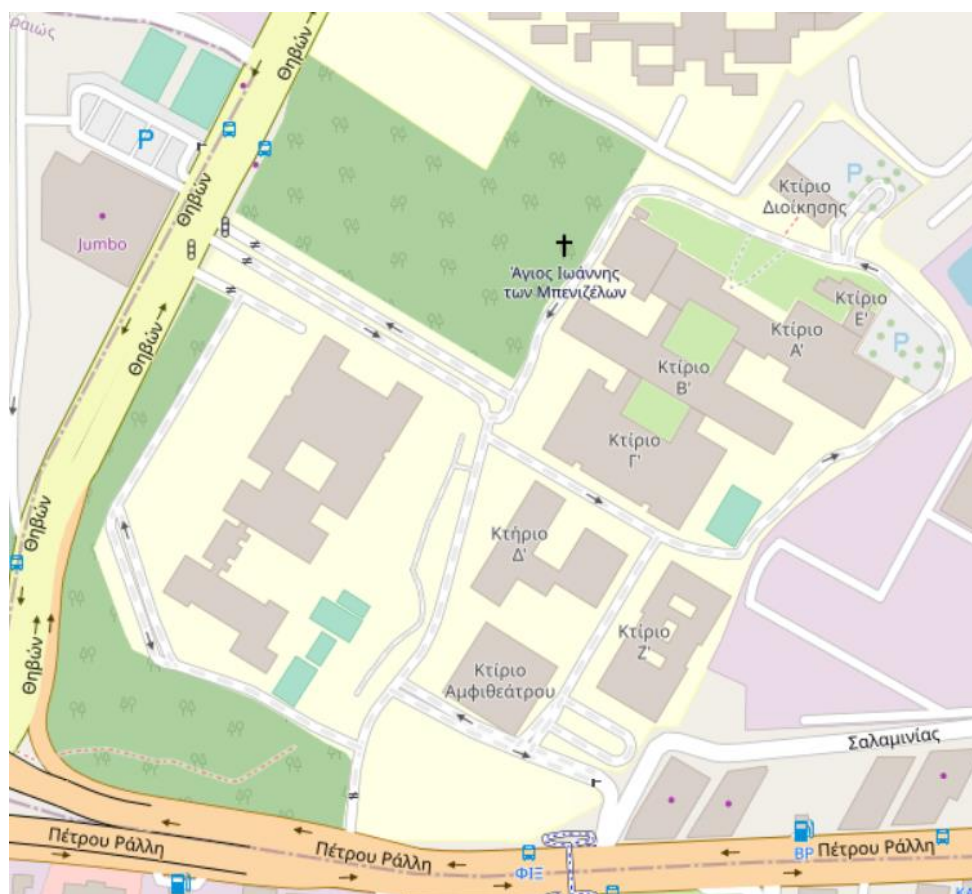 Θηβών
Θηβών
P
Κτίριο
Διοίκησης
P
Jumbo
Θηβών
Άγιος Ιωάννης
των Μπενιζέλων
Κτίριο
Ε'
Κτίριο
Α'
P
Θηβών
Κτίριο
Β'
Κτίριο
Γ'
Θηβών
Κτήριο
Δ'
Κτίριο
Ζ'
Θηβών
Κτίριο
Αμφιθεάτρου
Σαλαμινίας
Πέτρου Ράλλη
Πέτρου Ράλλη
ΦΙΞ
BP
Πέτρου Ράλλη